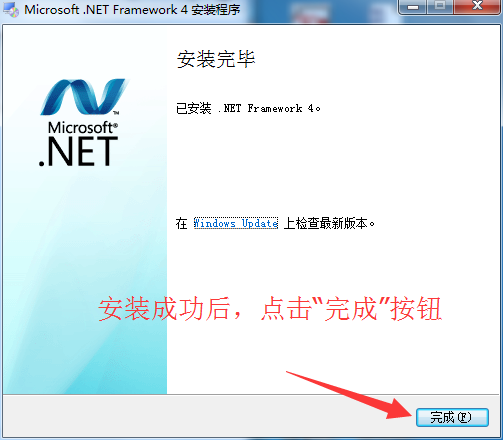 Microsoft .NET Framework 4 安装程序
安装完毕
已安装 .NET Framework 4。
Microsoft®
.NET
在 Windows Update 上检查最新版本。
安装成功后，点击“完成”按钮
完成(F)